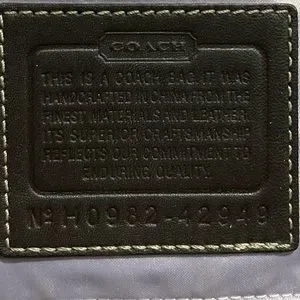 COACH
THIS IS A COACH BAG. IT WAS
HANDCRAFTED IN CHINA FROM THE
FINEST MATERIALS AND LEATHER.
ITS SUPERIOR CRAFTSMANSHIP
REFLECTS OUR COMMITMENT TO
ENDURING QUALITY.
Nº H0982-42949